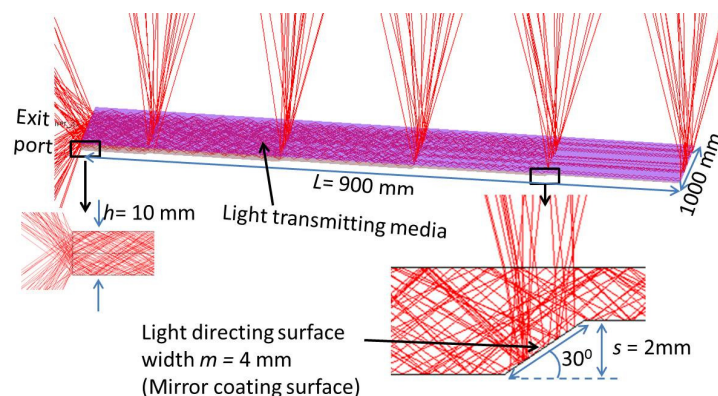 Exit
port
L= 900 mm
1000 mm
h= 10 mm
Light transmitting media
Light directing surface
width m = 4 mm
(Mirror coating surface)
30⁰
s = 2mm